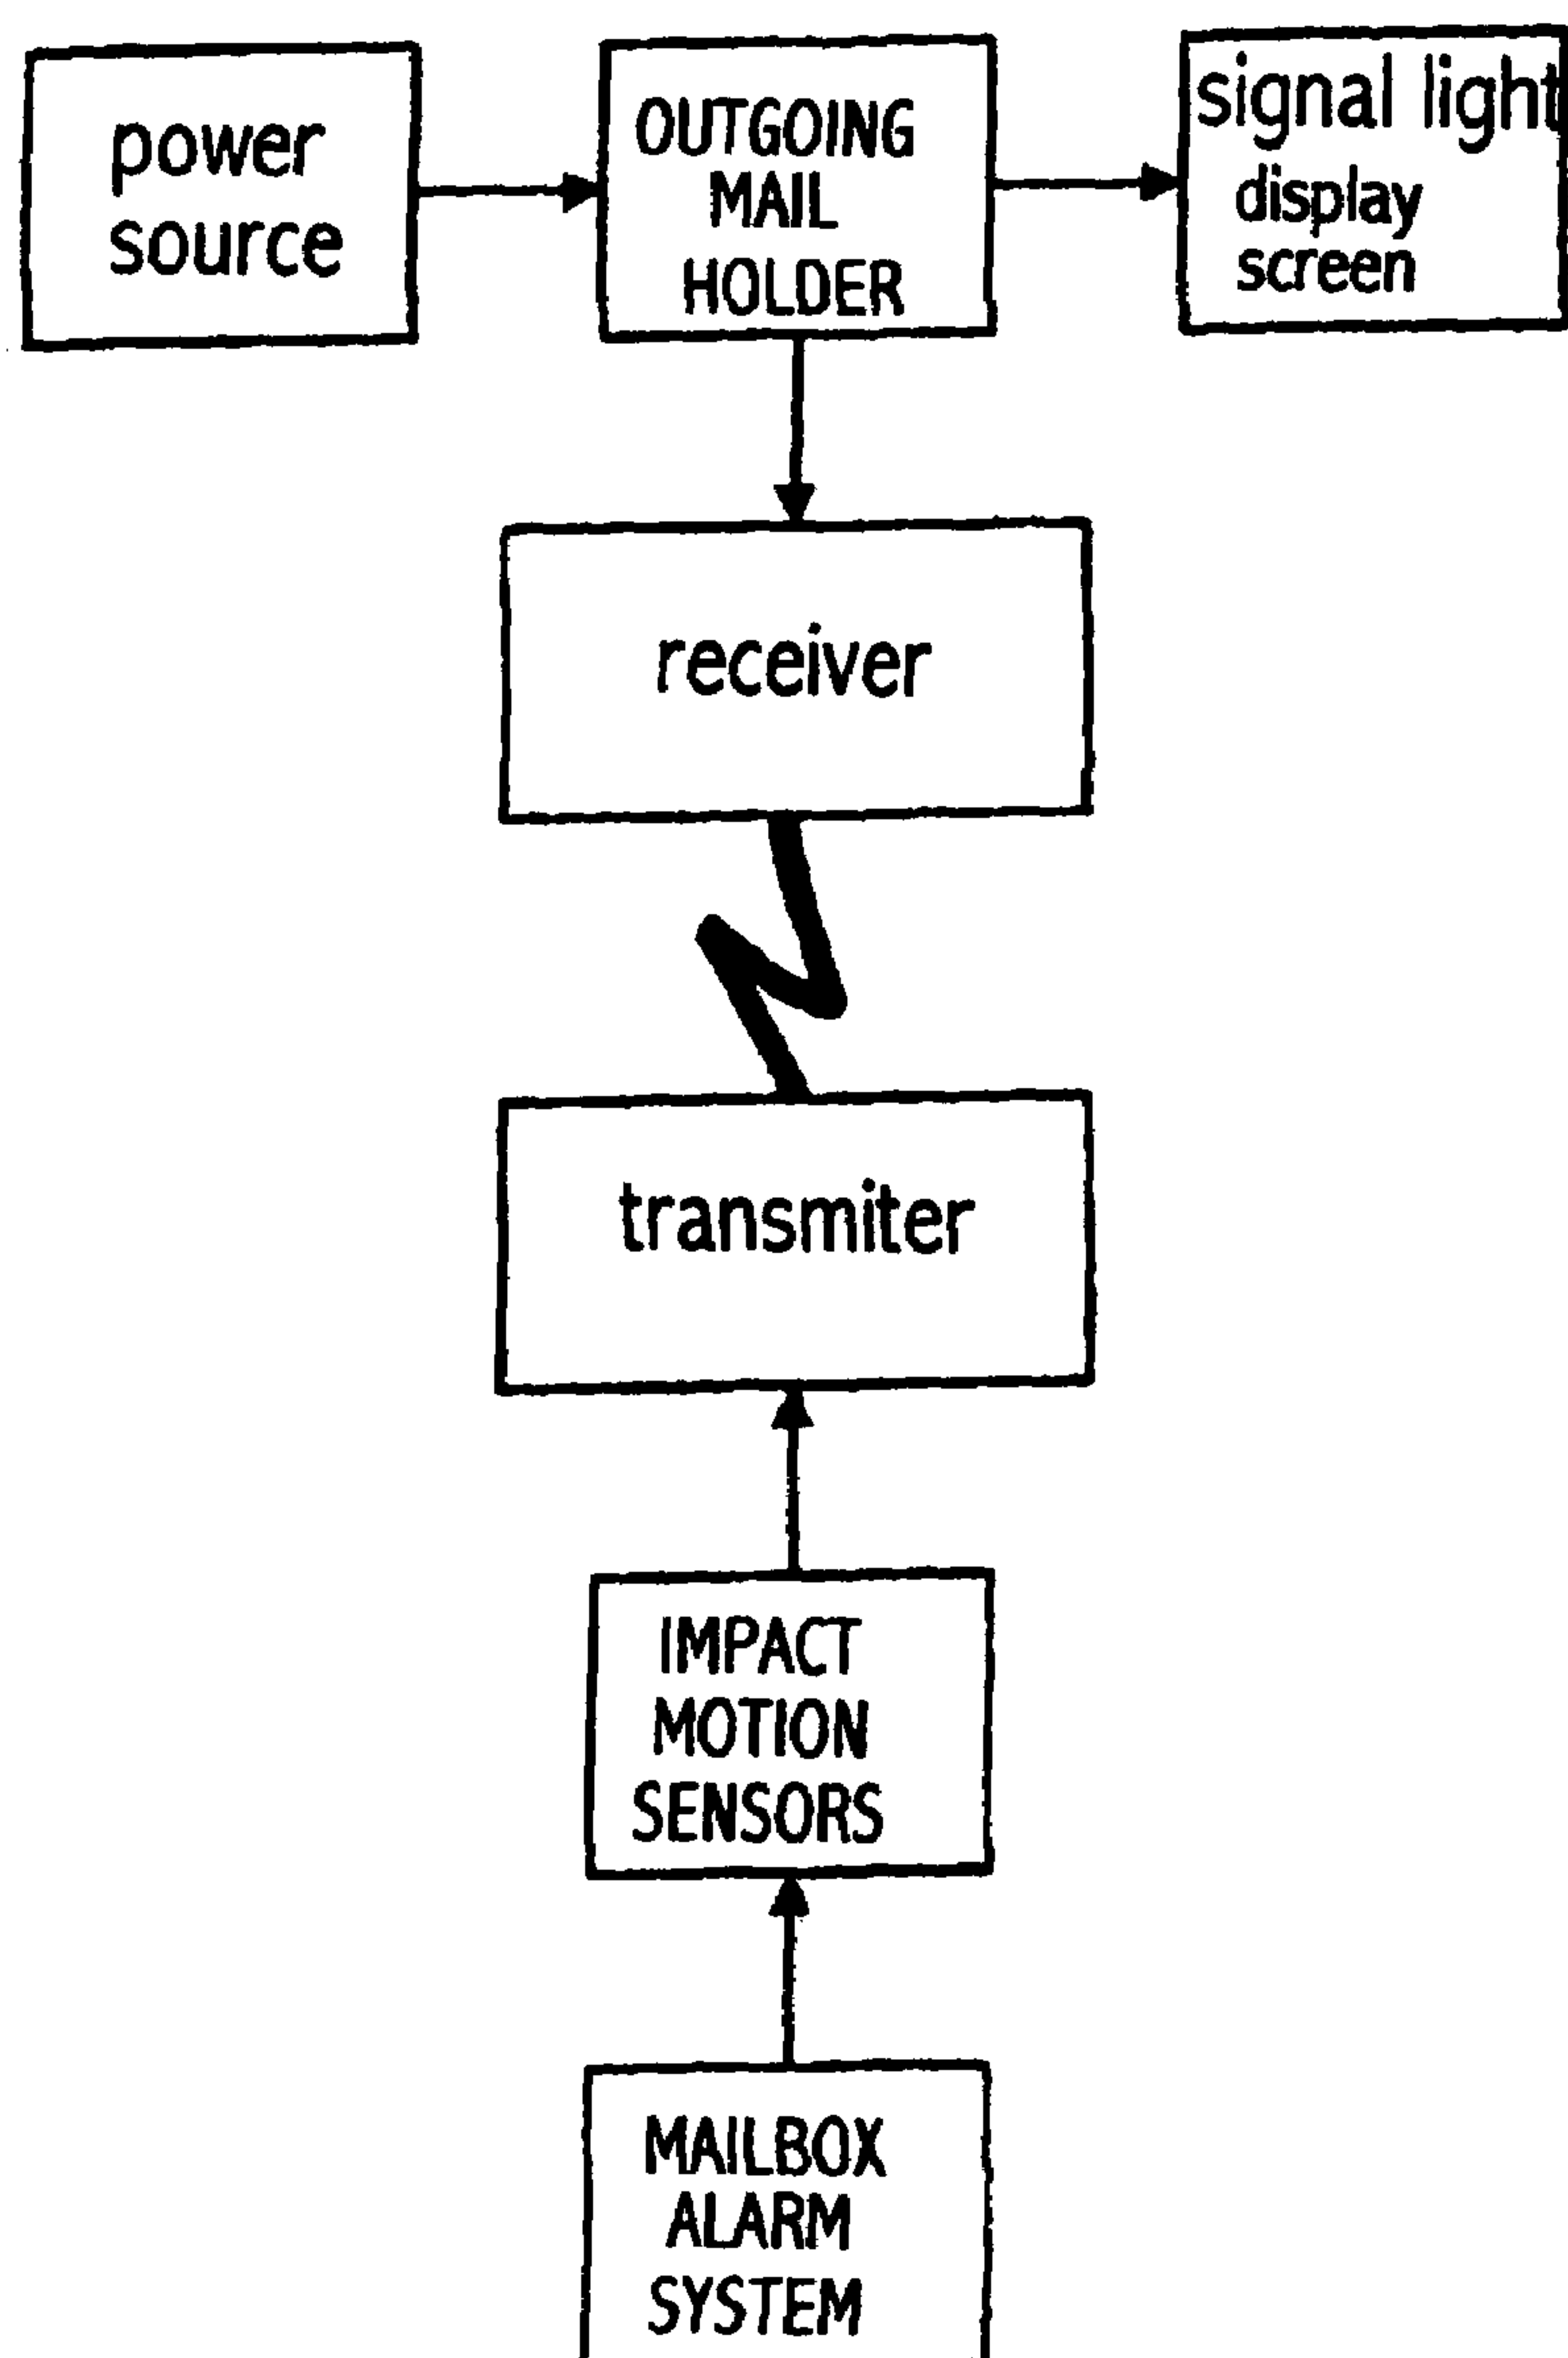 power
source
OUTGOING
MAIL
HOLDER
signal light
display
screen
receiver
transmiter
IMPACT
MOTION
SENSORS
MAILBOX
ALARM
SYSTEM